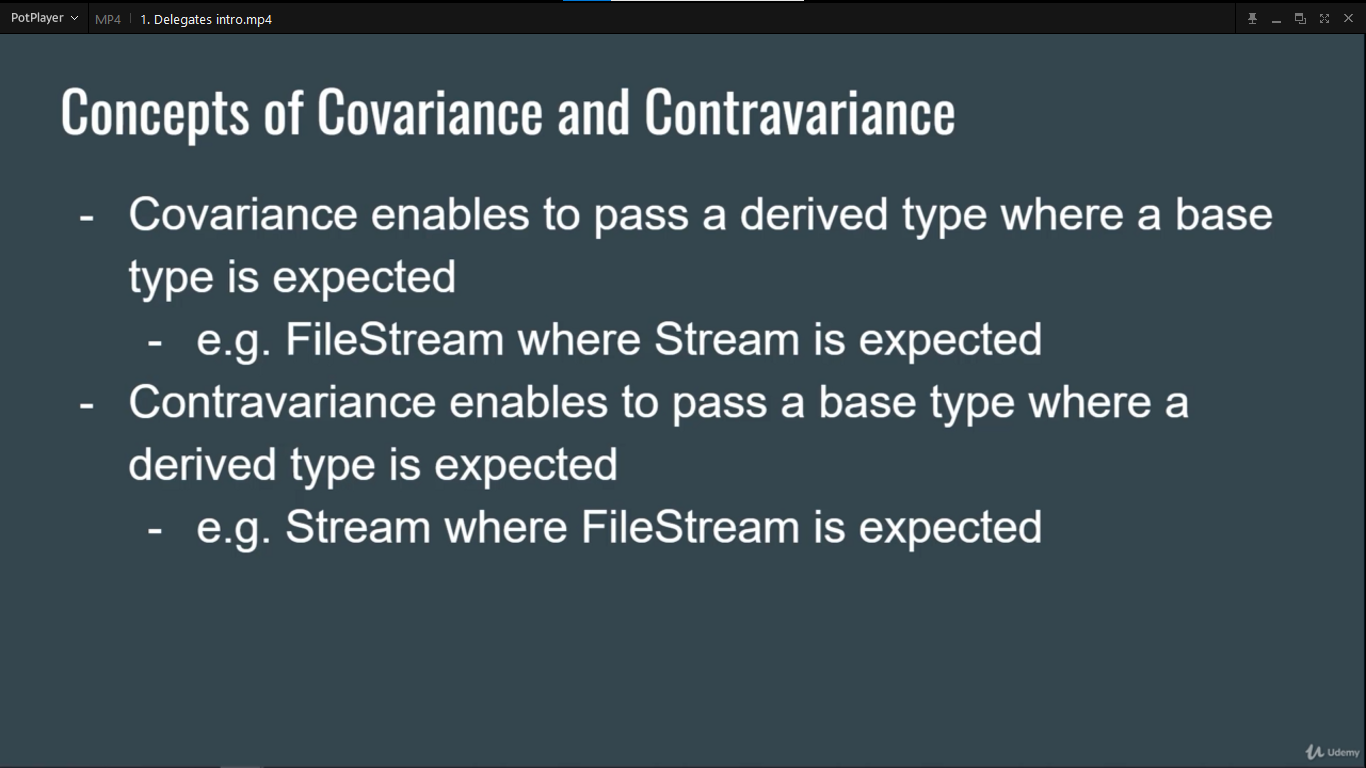 PotPlayer MP4 1. Delegates intro.mp4
Concepts of Covariance and Contravariance
- Covariance enables to pass a derived type where a base
type is expected
- e.g. FileStream where Stream is expected
- Contravariance enables to pass a base type where a
derived type is expected
- e.g. Stream where FileStream is expected
Udemy